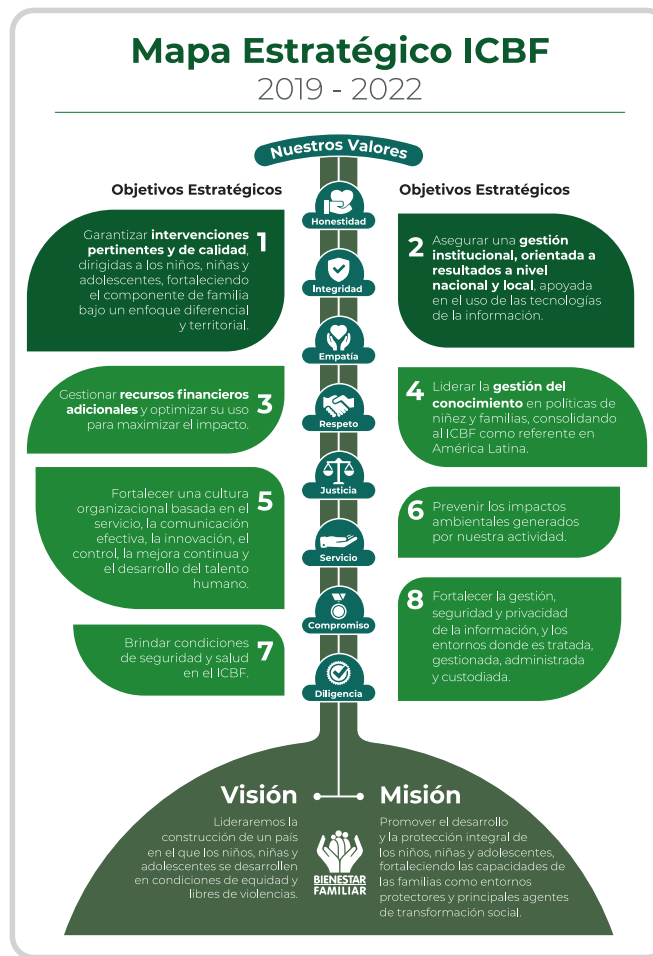 Mapa Estratégico ICBF
2019 - 2022
Nuestros Valores
Objetivos Estratégicos
Objetivos Estratégicos
Honestidad
Integridad
Empatía
Respeto
Justicia
Servicio
Compromiso
Diligencia
1
Garantizar intervenciones
pertinentes y de calidad,
dirigidas a los niños, niñas y
adolescentes, fortaleciendo
el componente de familia
bajo un enfoque diferencial
y territorial.
2
Asegurar una gestión
institucional, orientada a
resultados a nivel
nacional y local, apoyada
en el uso de las tecnologías
de la información.
3
Gestionar recursos financieros
adicionales y optimizar su uso
para maximizar el impacto.
4
Liderar la gestión del
conocimiento en políticas de
niñez y familias, consolidando
al ICBF como referente en
América Latina.
5
Fortalecer una cultura
organizacional basada en el
servicio, la comunicación
efectiva, la innovación, el
control, la mejora continua y
el desarrollo del talento
humano.
6
Prevenir los impactos
ambientales generados
por nuestra actividad.
7
Brindar condiciones
de seguridad y salud
en el ICBF.
8
Fortalecer la gestión,
seguridad y privacidad
de la información, y los
entornos donde es tratada,
gestionada, administrada
y custodiada.
Visión
Lideraremos la
construcción de un país
en el que los niños, niñas y
adolescentes se desarrollen
en condiciones de equidad y
libres de violencias.
BIENESTAR
FAMILIAR
Misión
Promover el desarrollo
y la protección integral de
los niños, niñas y adolescentes,
fortaleciendo las capacidades de
las familias como entornos
protectores y principales agentes
de transformación social.